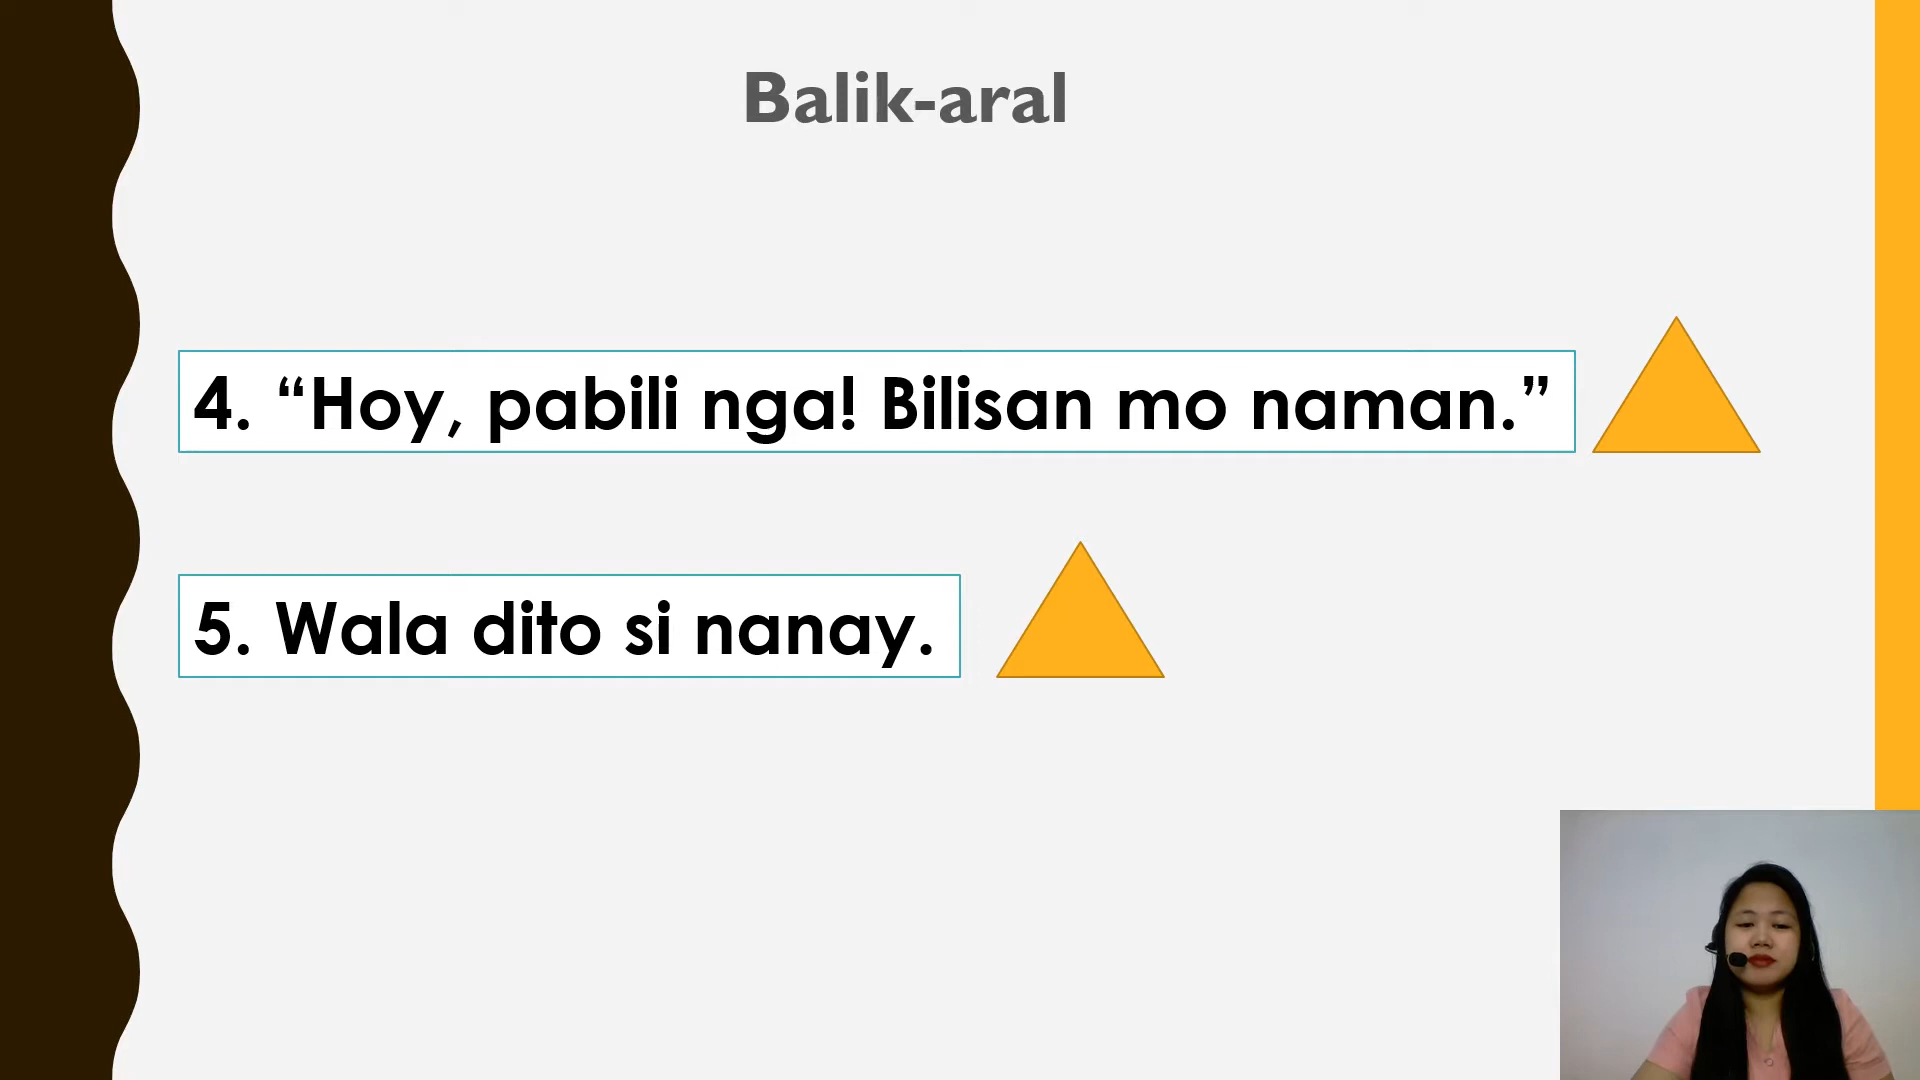 Balik-aral
4. “Hoy, pabili nga! Bilisan mo naman.”
5. Wala dito si nanay.